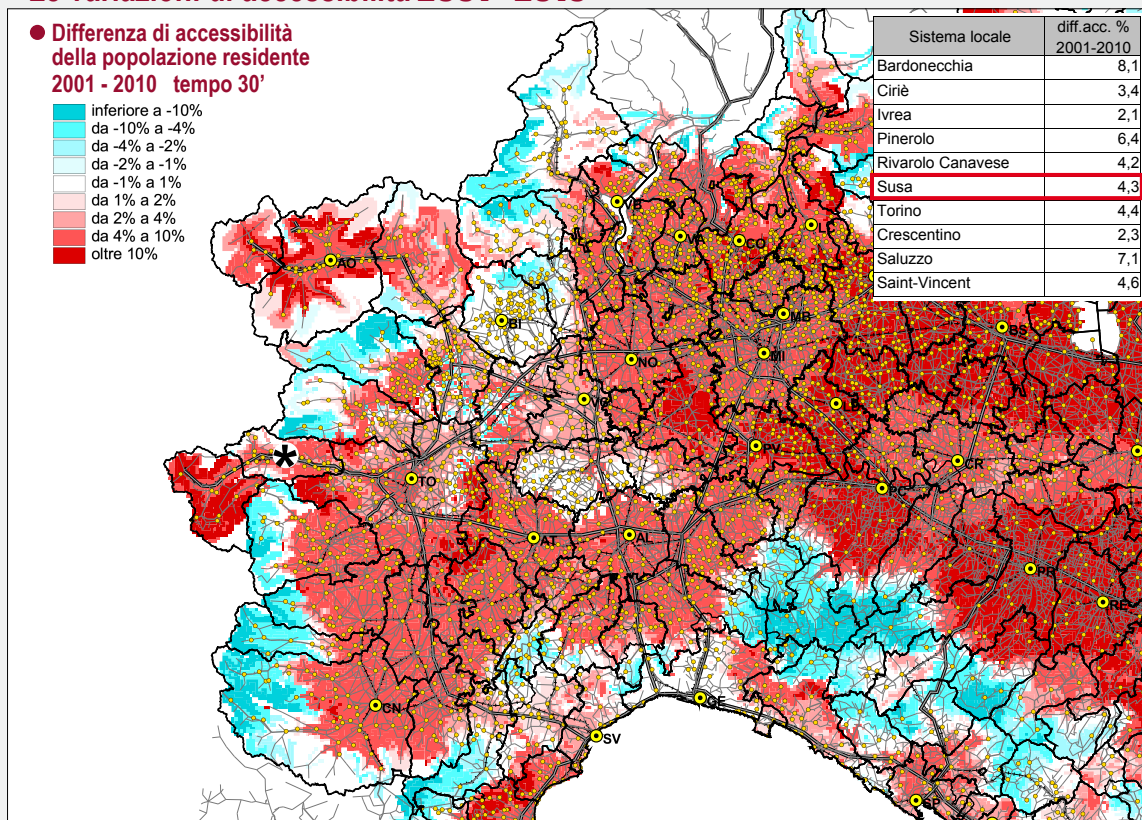 ● Differenza di accessibilità
della popolazione residente
2001 - 2010 tempo 30’
inferiore a -10%
da -10% a -4%
da -4% a -2%
da -2% a -1%
da -1% a 1%
da 1% a 2%
da 2% a 4%
da 4% a 10%
oltre 10%
Sistema locale diff.acc. % 2001-2010
Bardonecchia 8,1
Ciriè 3,4
Ivrea 2,1
Pinerolo 6,4
Rivarolo Canavese 4,2
Susa 4,3
Torino 4,4
Crescentino 2,3
Saluzzo 7,1
Saint-Vincent 4,6
VB
VA
CO
AO
BI
MB
BS
NO
MI
VC
*
TO
PV
CR
AT
AL
PR
RE
CN
GE
SV
SP